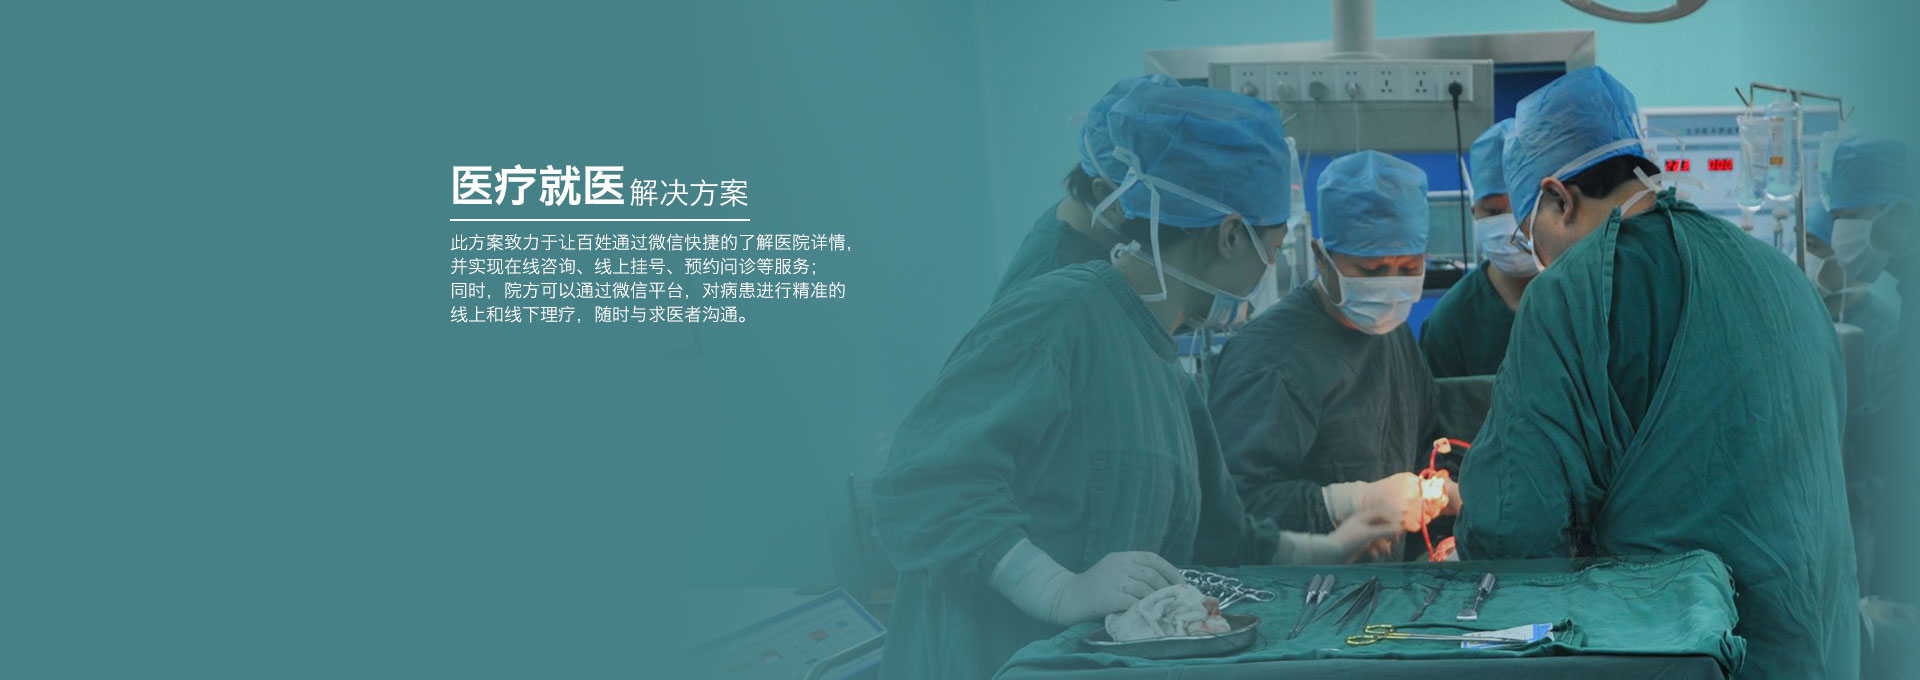 医疗就医解决方案
此方案致力于让百姓通过微信快捷的了解医院详情，
并实现在线咨询、线上挂号、预约问诊等服务；
同时，院方可以通过微信平台，对病患进行精准的
线上和线下理疗，随时与求医者沟通。